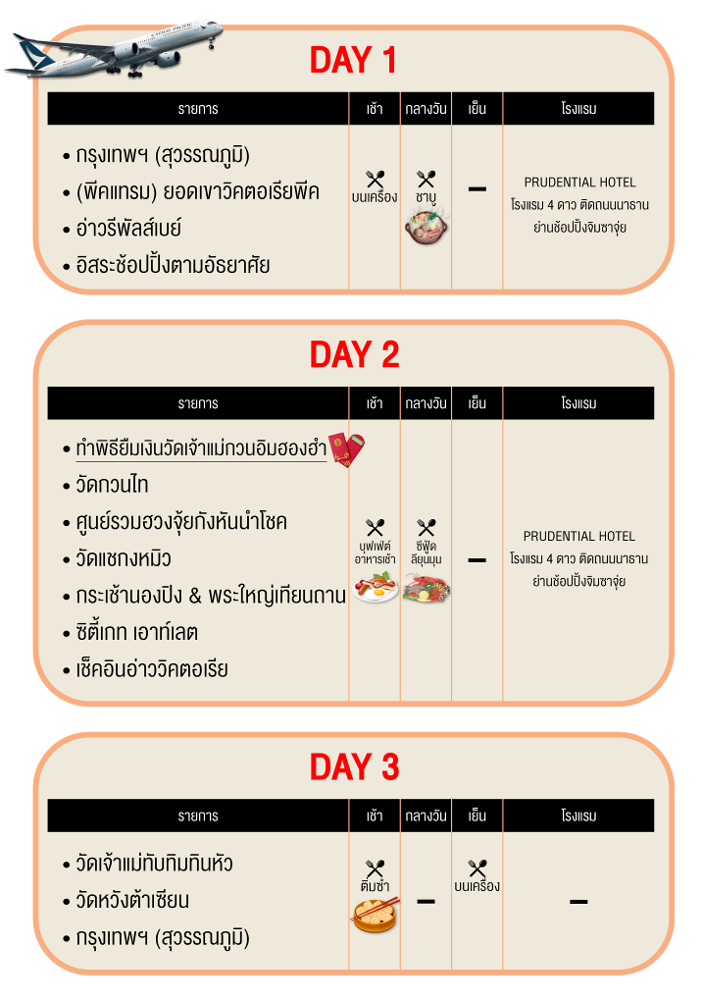 CATHAY PACIFIC
DAY 1
รายการ เช้า กลางวัน เย็น โรงแรม
• กรุงเทพฯ (สุวรรณภูมิ)
• (พีคแทรม) ยอดเขาวิคตอเรียพีค
• อ่าวรีพัลส์เบย์
• อิสระช้อปปิ้งตามอัธยาศัย
บนเครื่อง
ชาบู
–
PRUDENTIAL HOTEL
โรงแรม 4 ดาว ติดถนนนาธาน
ย่านช้อปปิ้งจิมซาจุ่ย
DAY 2
รายการ เช้า กลางวัน เย็น โรงแรม
• ทำพิธียืมเงินวัดเจ้าแม่กวนอิมฮองฮำ
• วัดกวนไท
• ศูนย์รวมฮวงจุ้ยกังหันนำโชค
• วัดแชกงหมิว
• กระเช้านองปิง & พระใหญ่เทียนถาน
• ซิตี้เกท เอาท์เลต
• เช็คอินอ่าววิคตอเรีย
บุฟเฟ่ต์
อาหารเช้า
ซีฟู้ด
ลียุนมุน
–
PRUDENTIAL HOTEL
โรงแรม 4 ดาว ติดถนนนาธาน
ย่านช้อปปิ้งจิมซาจุ่ย
DAY 3
รายการ เช้า กลางวัน เย็น โรงแรม
• วัดเจ้าแม่ทับทิมทินหัว
• วัดหวังต้าเซียน
• กรุงเทพฯ (สุวรรณภูมิ)
ติ่มซำ
–
บนเครื่อง
–